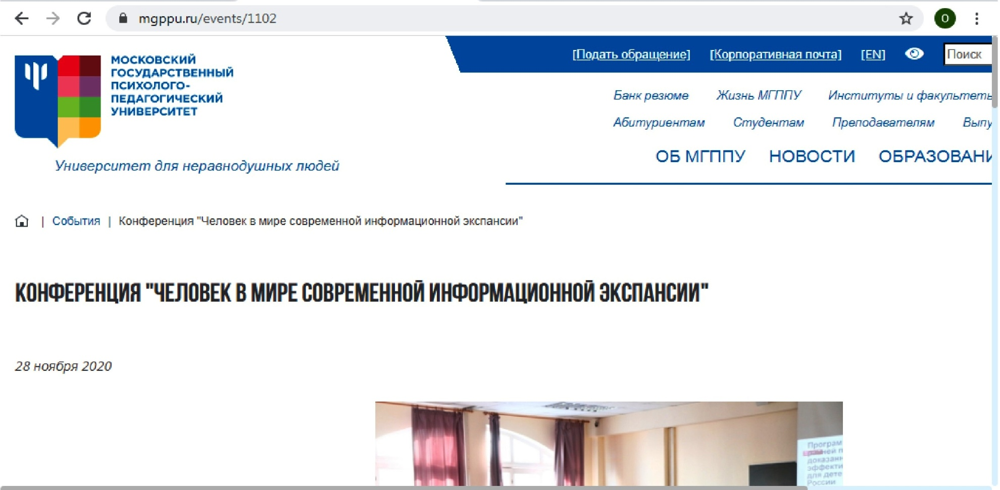 mgppu.ru/events/1102
О
[Подать обращение] [Корпоративная почта] [EN] Поиск
МОСКОВСКИЙ
ГОСУДАРСТВЕННЫЙ
ПСИХОЛОГО-
ПЕДАГОГИЧЕСКИЙ
УНИВЕРСИТЕТ
Банк резюме Жизнь МГППУ Институты и факультеты
Абитуриентам Студентам Преподавателям Выпу
ОБ МГППУ НОВОСТИ ОБРАЗОВАНИ
Университет для неравнодушных людей
| События | Конференция "Человек в мире современной информационной экспансии"
КОНФЕРЕНЦИЯ "ЧЕЛОВЕК В МИРЕ СОВРЕМЕННОЙ ИНФОРМАЦИОННОЙ ЭКСПАНСИИ"
28 ноября 2020
Програм
доказанн
эффекти
для дете
России